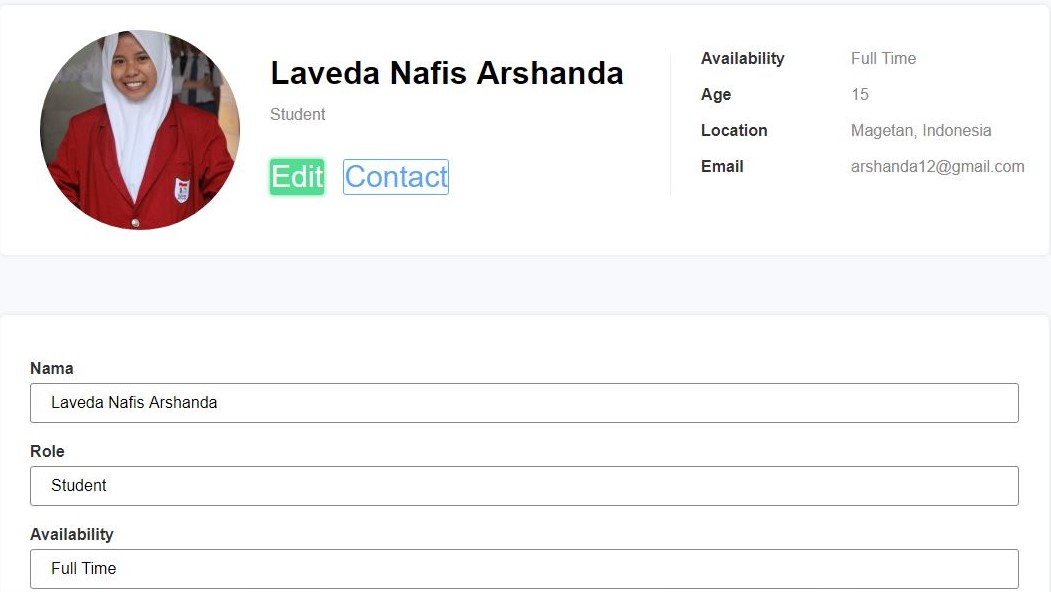 Laveda Nafis Arshanda
Student
Edit Contact
Availability Full Time
Age 15
Location Magetan, Indonesia
Email arshanda12@gmail.com
Nama
Laveda Nafis Arshanda
Role
Student
Availability
Full Time